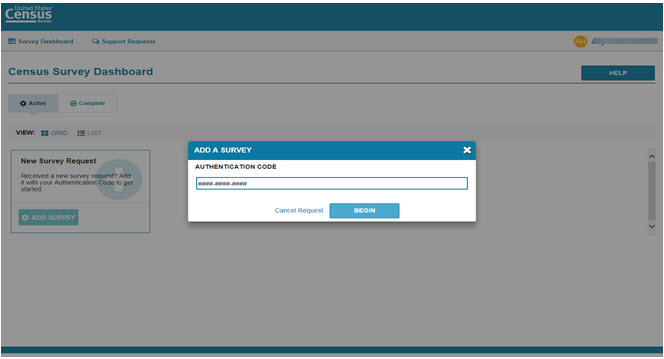 United States®
Census
Bureau
Survey Dashboard
Support Requests
AN
Census Survey Dashboard
HELP
Active
Complete
VIEW:
GRID
LIST
New Survey Request
Received a new survey request? Add
it with your Authentication Code to get
started.
ADD SURVEY
ADD A SURVEY
AUTHENTICATION CODE
####-####-####
Cancel Request
BEGIN